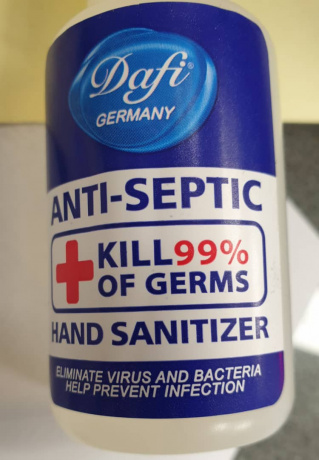 Dafi
GERMANY
ANTI-SEPTIC
KILL 99%
OF GERMS
HAND SANITIZER
ELIMINATE VIRUS AND BACTERIA
HELP PREVENT INFECTION